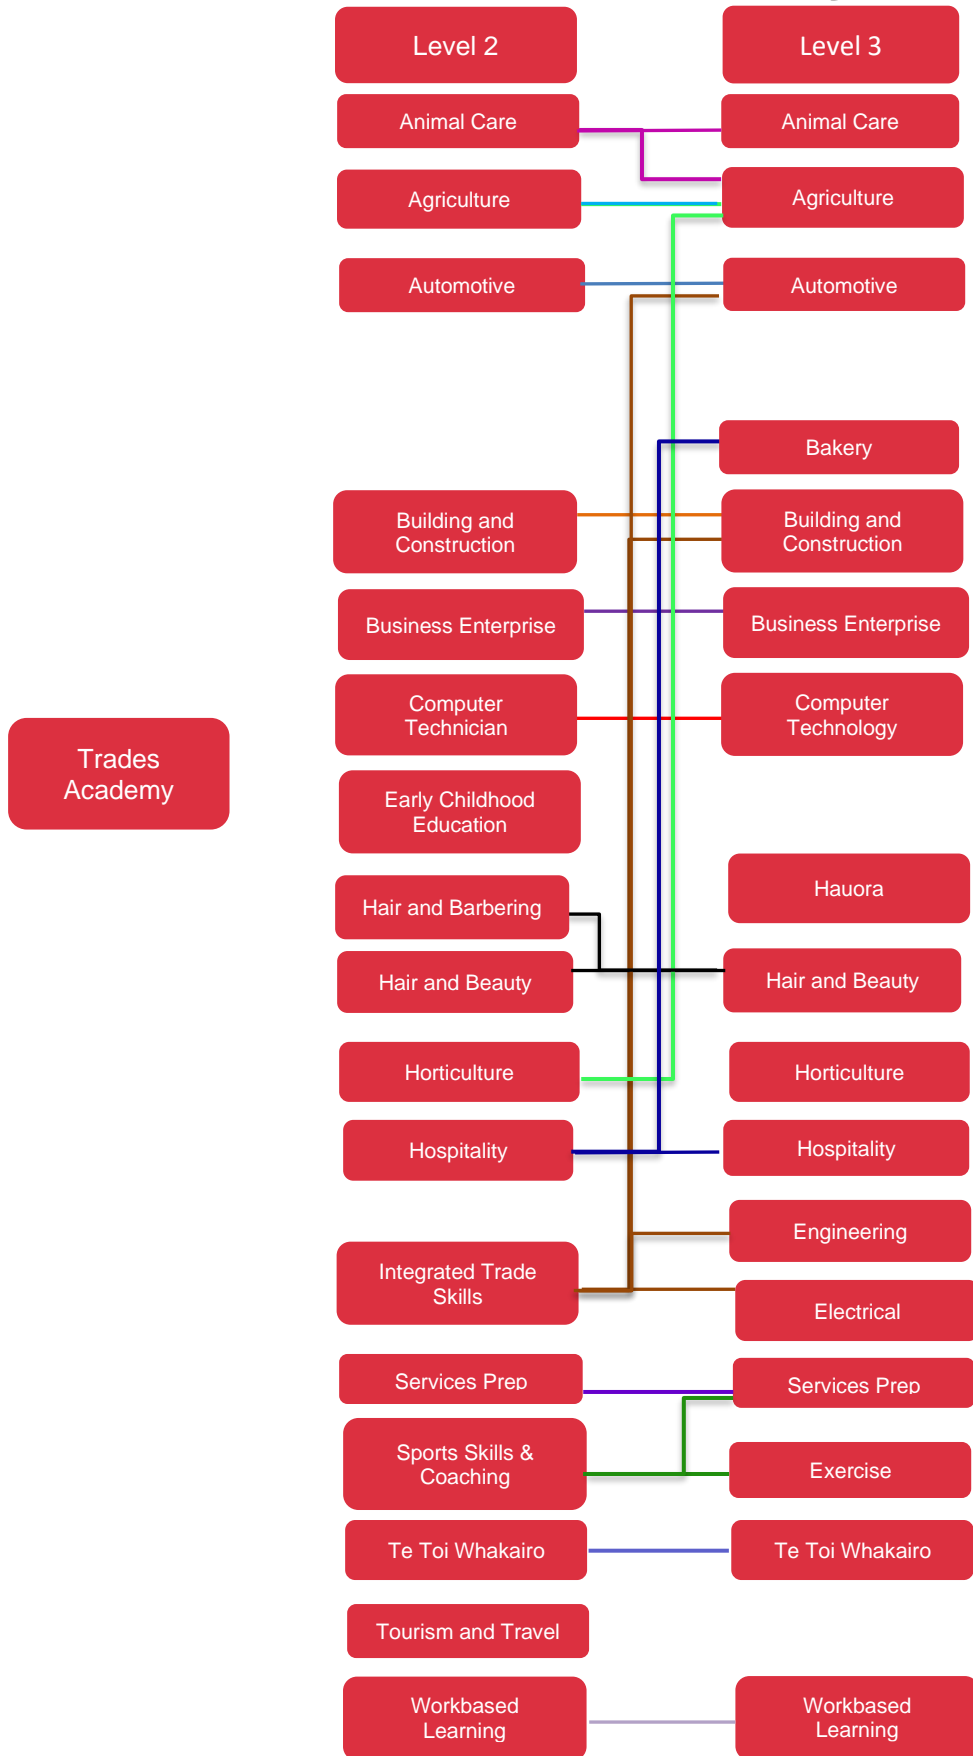 Level 2
Level 3
Animal Care
Animal Care
Agriculture
Agriculture
Automotive
Automotive
Bakery
Building and
Construction
Building and
Construction
Business Enterprise
Business Enterprise
Computer
Technician
Computer
Technology
Trades
Academy
Early Childhood
Education
Hauora
Hair and Barbering
Hair and Beauty
Hair and Beauty
Horticulture
Horticulture
Hospitality
Hospitality
Engineering
Integrated Trade
Skills
Electrical
Services Prep
Services Prep
Sports Skills &
Coaching
Exercise
Te Toi Whakairo
Te Toi Whakairo
Tourism and Travel
Workbased
Learning
Workbased
Learning